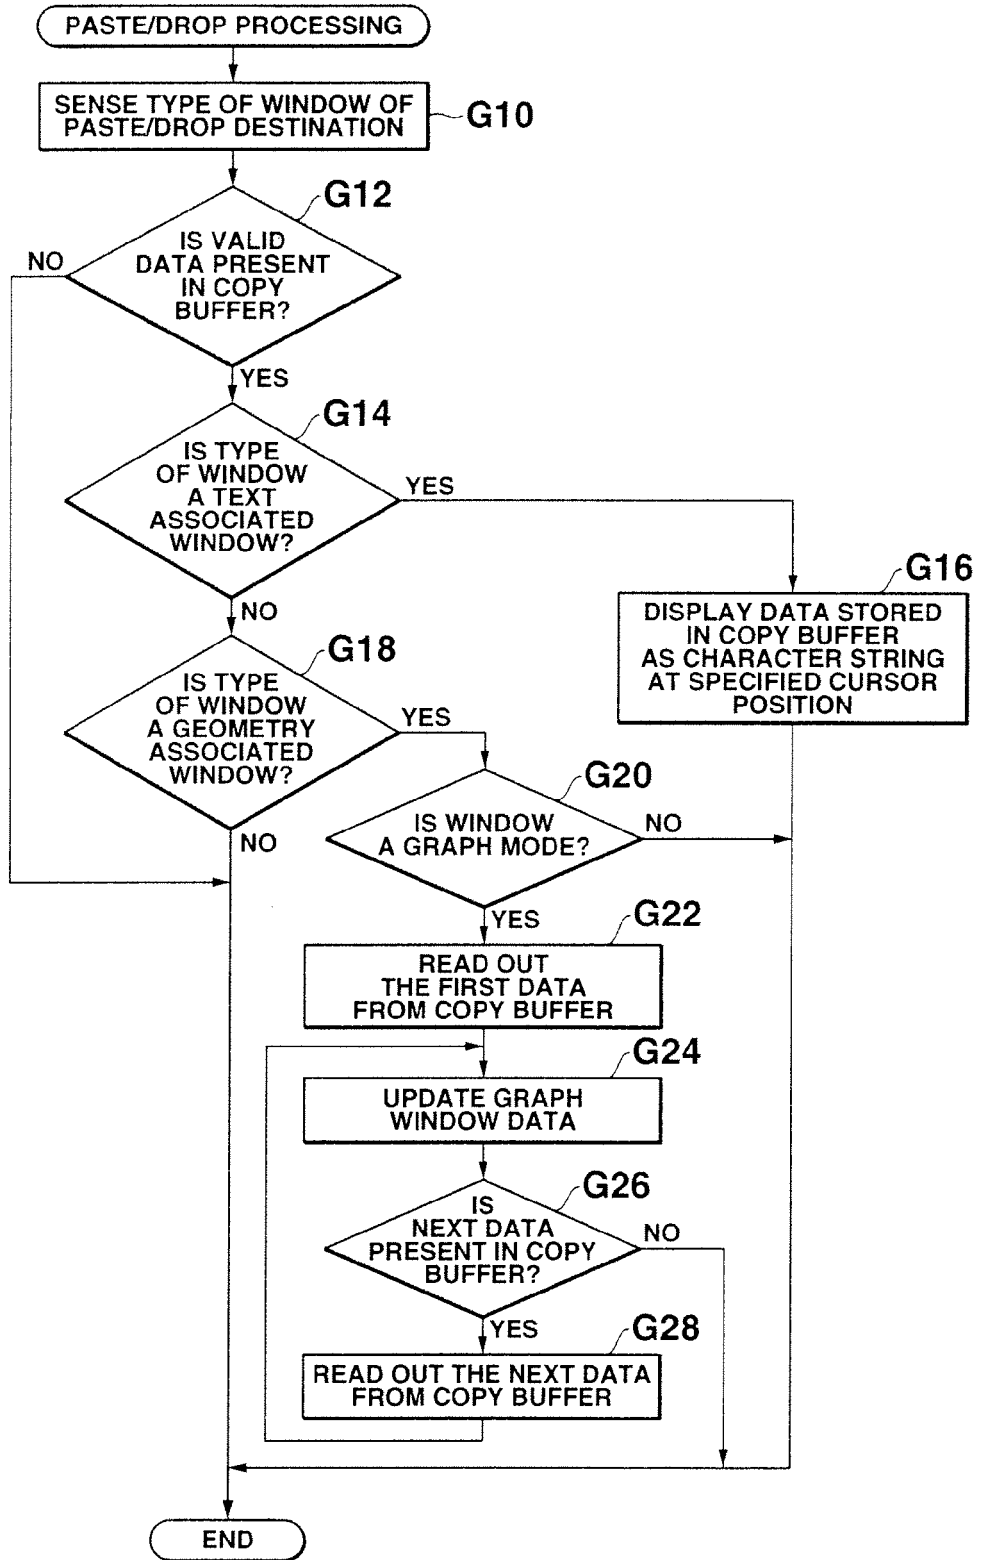 PASTE/DROP PROCESSING
SENSE TYPE OF WINDOW OF
PASTE/DROP DESTINATION
G10
G12
IS VALID
DATA PRESENT
IN COPY
BUFFER?
NO
YES
G14
IS TYPE
OF WINDOW
A TEXT
ASSOCIATED
WINDOW?
YES
NO
G16
DISPLAY DATA STORED
IN COPY BUFFER
AS CHARACTER STRING
AT SPECIFIED CURSOR
POSITION
G18
IS TYPE
OF WINDOW
A GEOMETRY
ASSOCIATED
WINDOW?
YES
NO
G20
IS WINDOW
A GRAPH MODE?
NO
YES
G22
READ OUT
THE FIRST DATA
FROM COPY BUFFER
G24
UPDATE GRAPH
WINDOW DATA
G26
IS
NEXT DATA
PRESENT IN COPY
BUFFER?
NO
YES
G28
READ OUT THE NEXT DATA
FROM COPY BUFFER
END